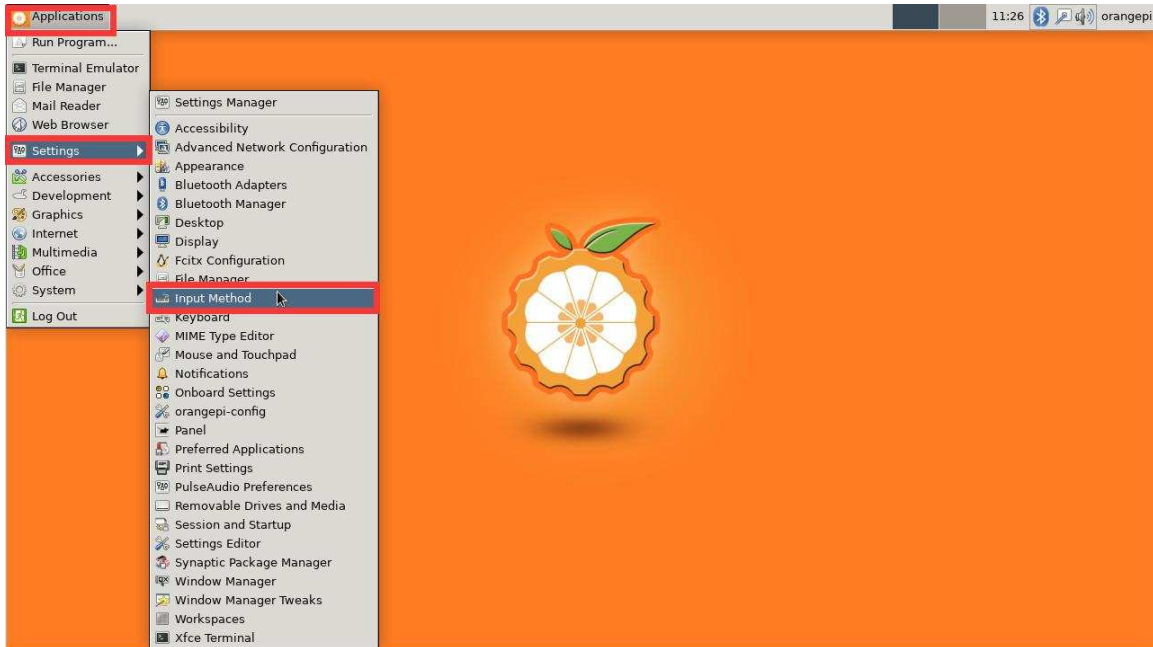 Applications
11:26
orangepi
Run Program...
Terminal Emulator
File Manager
Mail Reader
Web Browser
Settings
Accessories
Development
Graphics
Internet
Multimedia
Office
System
Log Out
Settings Manager
Accessibility
Advanced Network Configuration
Appearance
Bluetooth Adapters
Bluetooth Manager
Desktop
Display
Fcitx Configuration
File Manager
Input Method
Keyboard
MIME Type Editor
Mouse and Touchpad
Notifications
Onboard Settings
orangepi-config
Panel
Preferred Applications
Print Settings
PulseAudio Preferences
Removable Drives and Media
Session and Startup
Settings Editor
Synaptic Package Manager
Window Manager
Window Manager Tweaks
Workspaces
Xfce Terminal